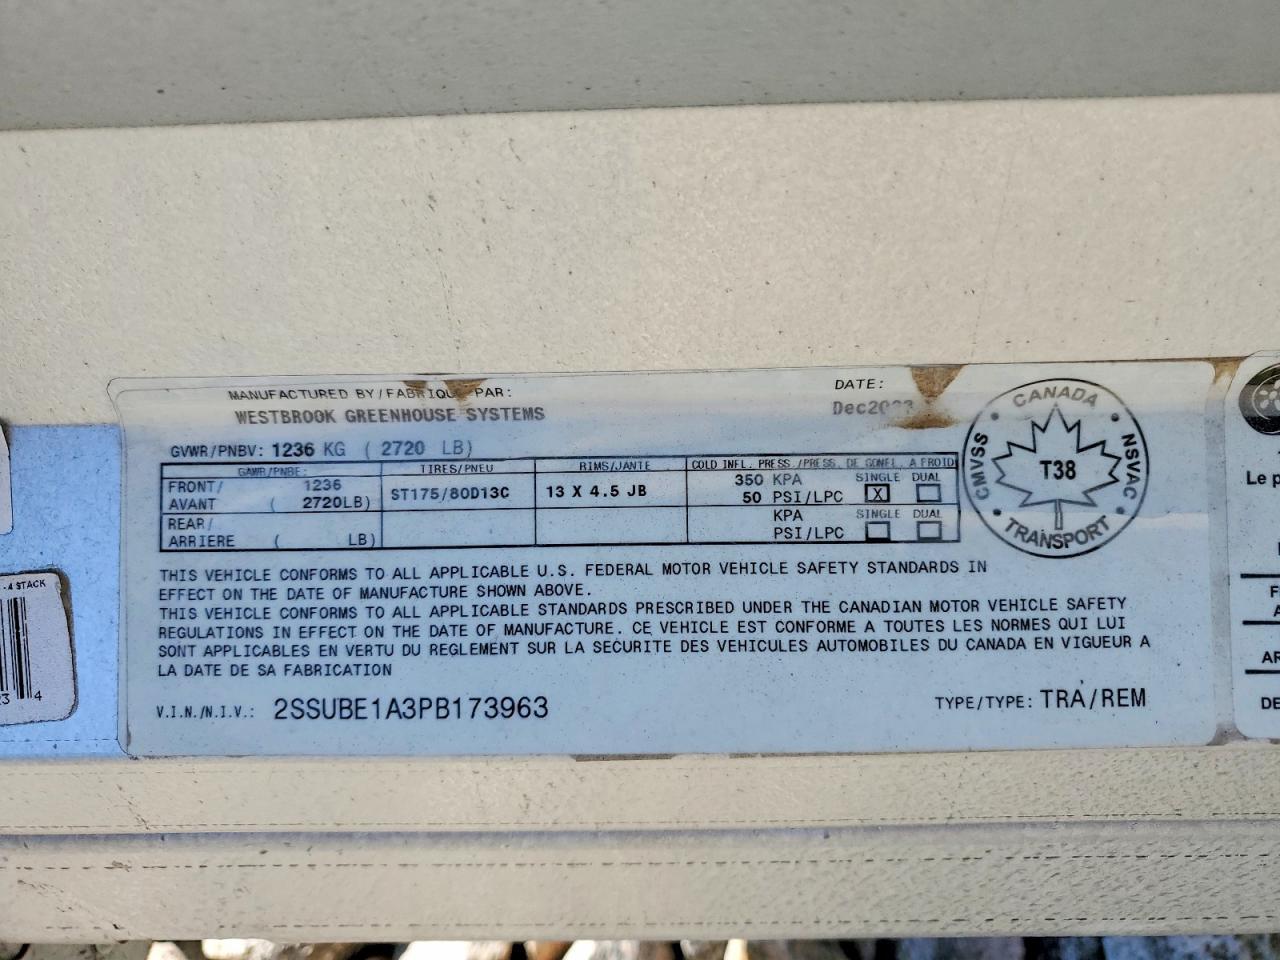 MANUFACTURED BY/FABRIQUE PAR:
WESTBROOK GREENHOUSE SYSTEMS
DATE:
GVWR/PNBV: 1236 KG ( 2720 LB)
GAWR/PNBE: TIRES/PNEU RIMS/JANTE COLD INFL. PRESS./PRESS. DE GONFL. A FROID
FRONT/ 1236 350 KPA SINGLE DUAL
AVANT ( 2720LB) ST175/80D13C 13 X 4.5 JB 50 PSI/LPC X
REAR/ KPA SINGLE DUAL
ARRIERE ( LB) PSI/LPC
CANADA
CMVSS T38 NSVAC
TRANSPORT
THIS VEHICLE CONFORMS TO ALL APPLICABLE U.S. FEDERAL MOTOR VEHICLE SAFETY STANDARDS IN
EFFECT ON THE DATE OF MANUFACTURE SHOWN ABOVE.
THIS VEHICLE CONFORMS TO ALL APPLICABLE STANDARDS PRESCRIBED UNDER THE CANADIAN MOTOR VEHICLE SAFETY
REGULATIONS IN EFFECT ON THE DATE OF MANUFACTURE. CE VEHICLE EST CONFORME A TOUTES LES NORMES QUI LUI
SONT APPLICABLES EN VERTU DU REGLEMENT SUR LA SECURITE DES VEHICULES AUTOMOBILES DU CANADA EN VIGUEUR A
LA DATE DE SA FABRICATION
V.I.N./N.I.V.: 2SSUBE1A3PB173963
TYPE/TYPE: TRA/REM
-4 STACK
4
Le